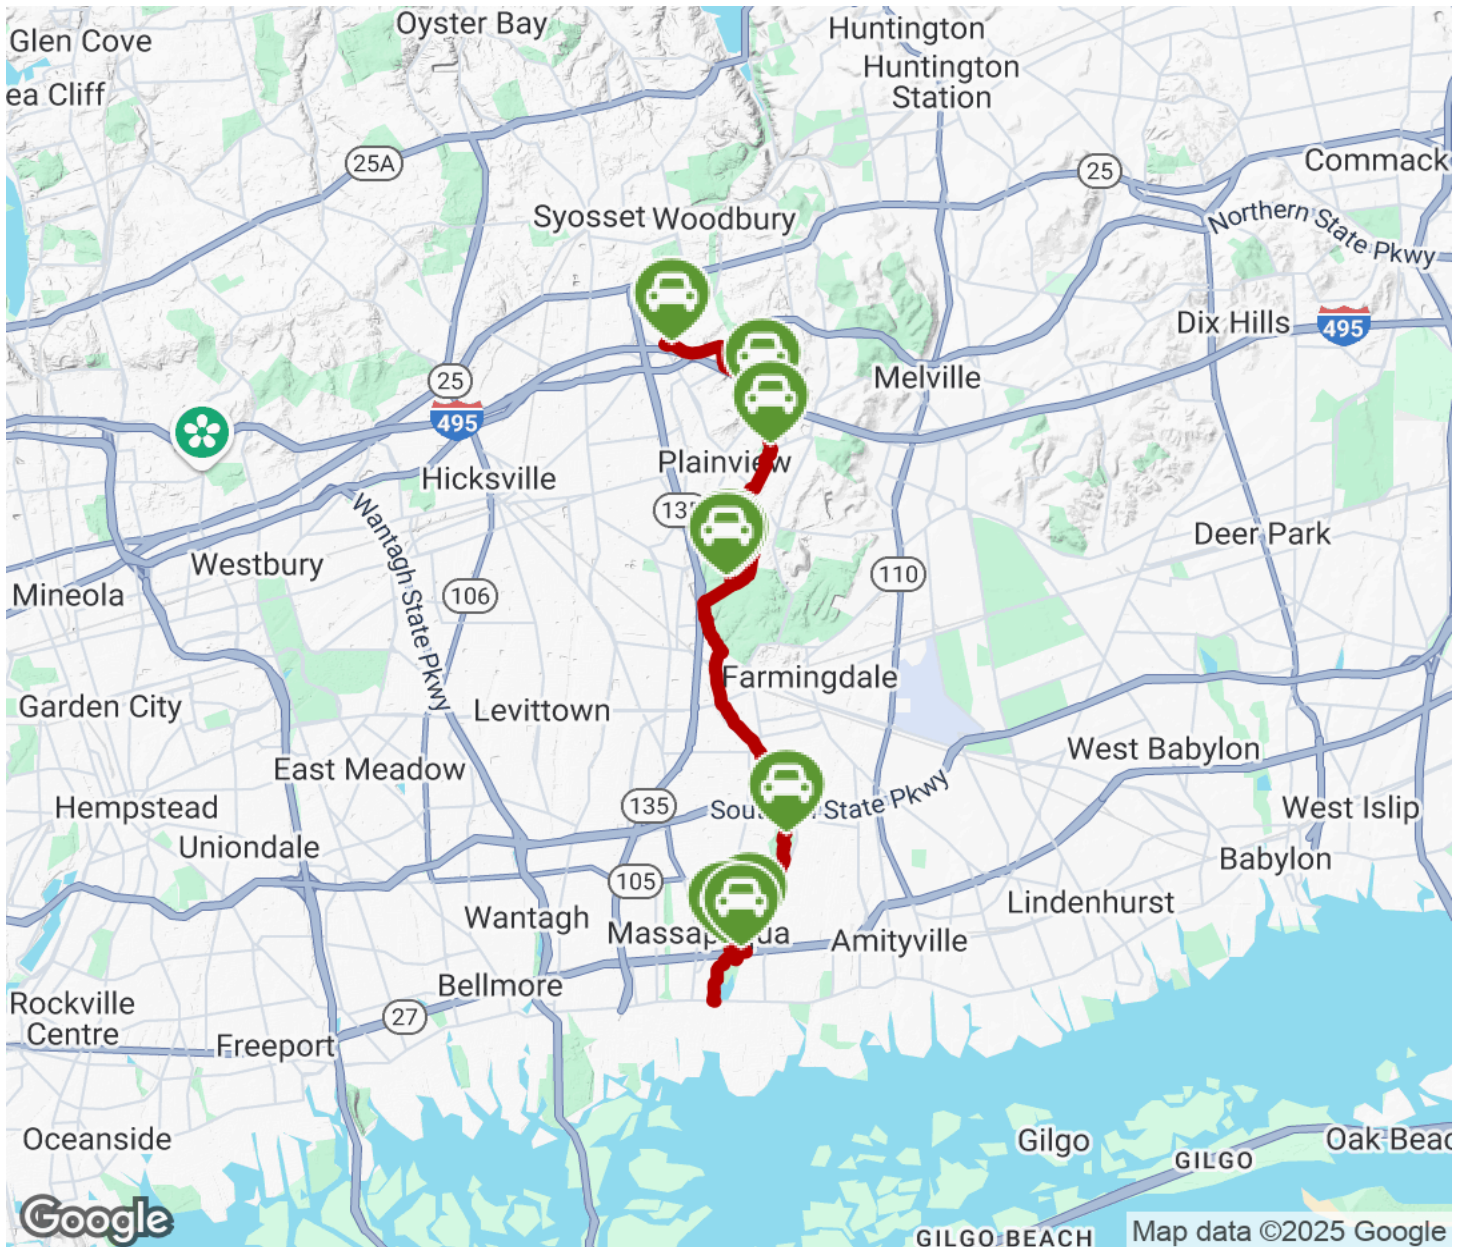 Glen Cove
Oyster Bay
Huntington
Huntington
Station
ea Cliff
25A
25
Commack
Syosset
Woodbury
Northern State Pkwy
Dix Hills
495
25
Melville
495
Plainview
Hicksville
135
Wantagh State Pkwy
Deer Park
Westbury
Mineola
106
110
Farmingdale
Garden City
Levittown
West Babylon
East Meadow
Hempstead
135
State Pkwy
West Islip
Uniondale
Babylon
105
Lindenhurst
Wantagh
Massapequa
Amityville
Bellmore
Rockville
Centre
27
Freeport
Oceanside
Gilgo
Oak Beac
GILGO
Google
GILGO BEACH
Map data ©2025 Google